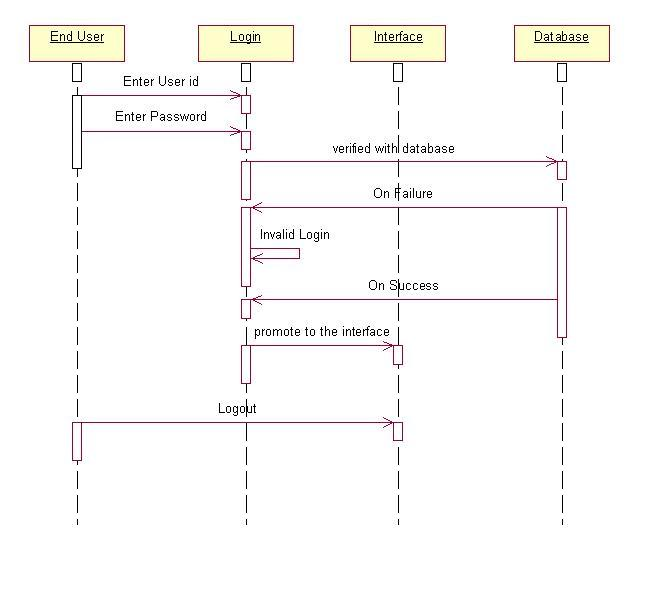 End User
Login
Interface
Database
Enter User id
Enter Password
verified with database
On Failure
Invalid Login
On Success
promote to the interface
Logout